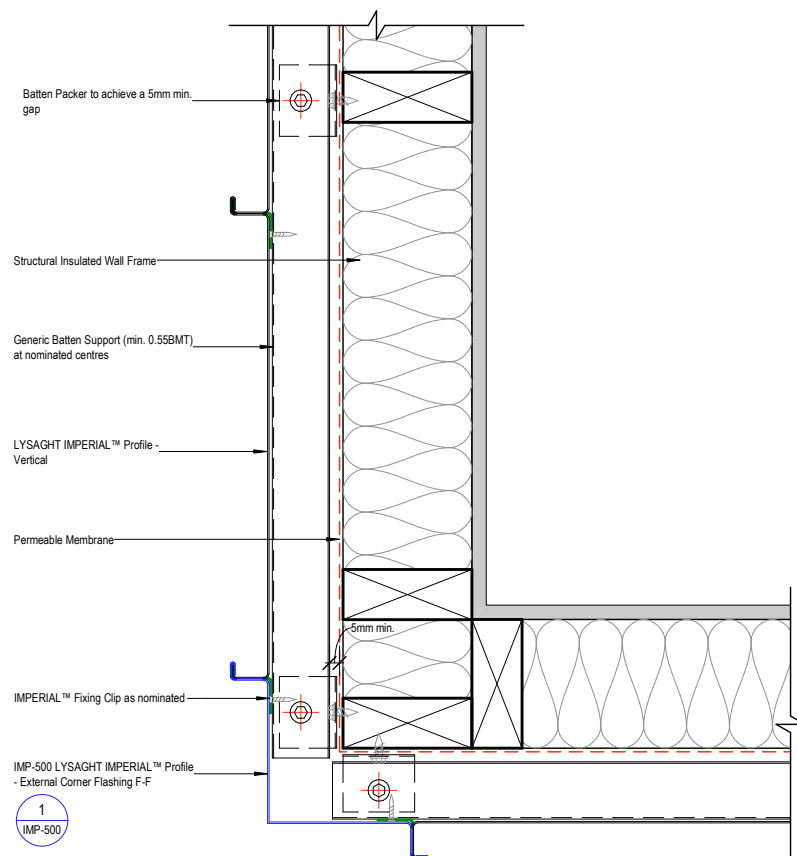 Batten Packer to achieve a 5mm min.
gap
Structural Insulated Wall Frame
Generic Batten Support (min. 0.55BMT)
at nominated centres
LYSAGHT IMPERIAL™ Profile -
Vertical
Permeable Membrane
5mm min.
IMPERIAL™ Fixing Clip as nominated
IMP-500 LYSAGHT IMPERIAL™ Profile
- External Corner Flashing F-F
1
IMP-500